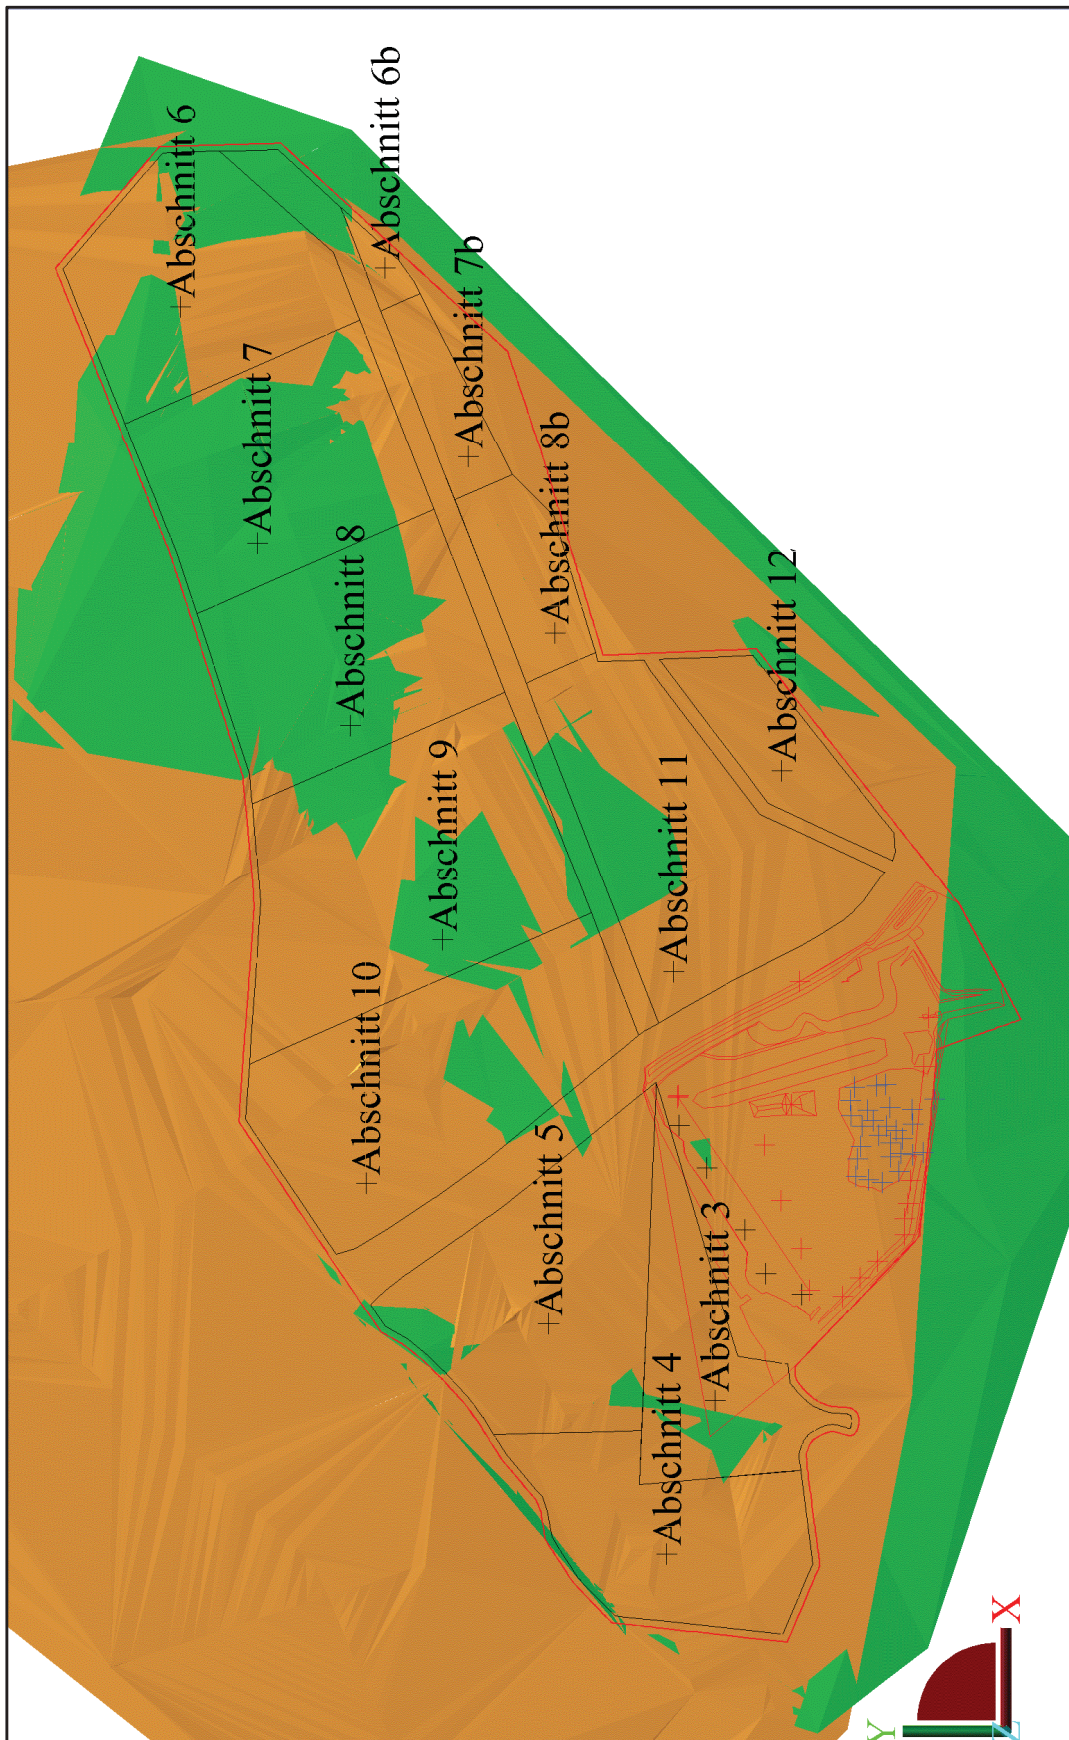 +Abschnitt 6
+Abschnitt 6b
+Abschnitt 7
+Abschnitt 7b
+Abschnitt 8
+Abschnitt 8b
+Abschnitt 9
+Abschnitt 10
+Abschnitt 11
+Abschnitt 12
+Abschnitt 5
+Abschnitt 3
+Abschnitt 4
Y
Z
X